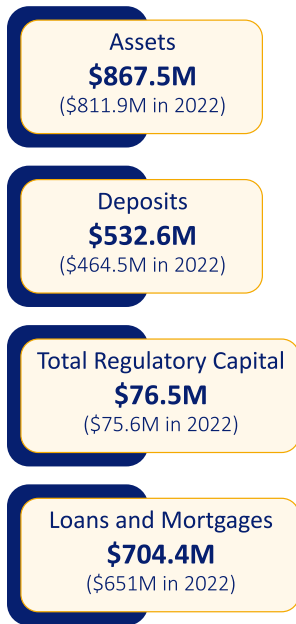 Assets
$867.5M
($811.9M in 2022)
Deposits
$532.6M
($464.5M in 2022)
Total Regulatory Capital
$76.5M
($75.6M in 2022)
Loans and Mortgages
$704.4M
($651M in 2022)